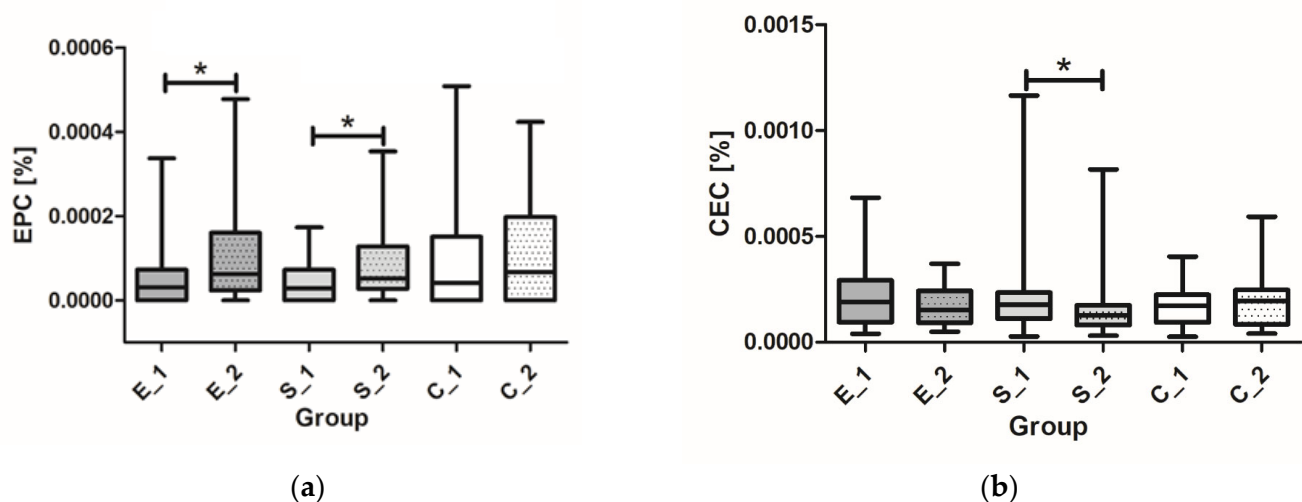 0.0006
0.0004
0.0002
0.0000
EPC [%]
*
*
E_1
E_2
S_1
S_2
C_1
C_2
Group
(a)
0.0015
0.0010
0.0005
0.0000
CEC [%]
*
E_1
E_2
S_1
S_2
C_1
C_2
Group
(b)